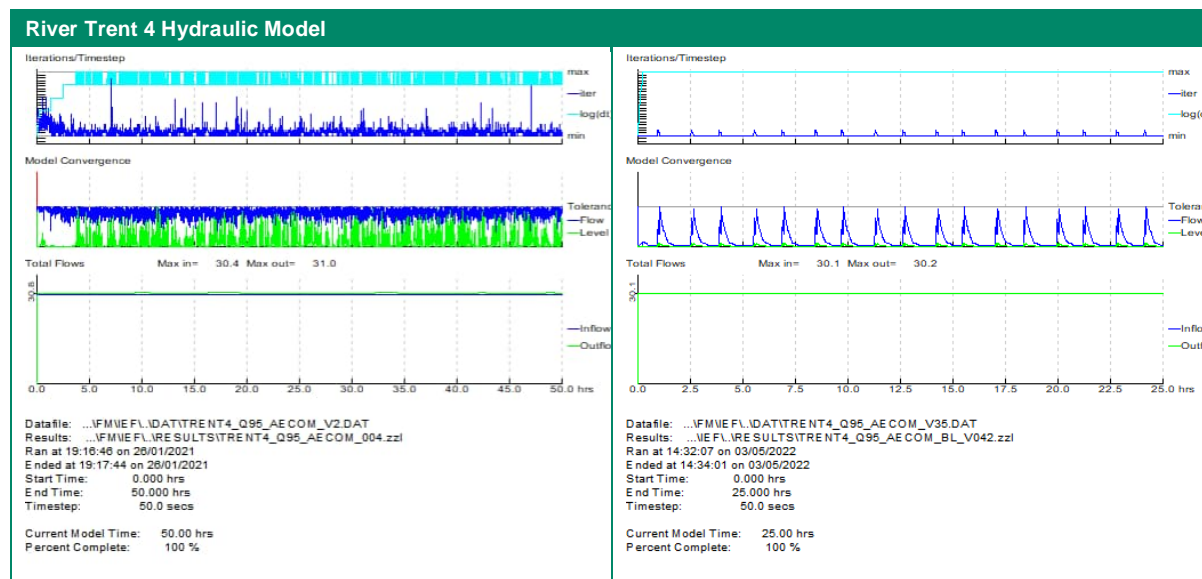 River Trent 4 Hydraulic Model
Iterations/Timestep
max
iter
log(dt)
min
Model Convergence
Tolerance
Flow
Level
Total Flows Max in= 30.4 Max out= 31.0
30.8
Inflow
Outflo
0.0 5.0 10.0 15.0 20.0 25.0 30.0 35.0 40.0 45.0 50.0 hrs
Datafile: ...\FM\IEF\..\DAT\TRENT4_Q95_AECOM_V2.DAT
Results: ...\FM\IEF\..\RESULTS\TRENT4_Q95_AECOM_004.zzl
Ran at 19:16:46 on 26/01/2021
Ended at 19:17:44 on 26/01/2021
Start Time: 0.000 hrs
End Time: 50.000 hrs
Timestep: 50.0 secs
Current Model Time: 50.00 hrs
Percent Complete: 100 %
Iterations/Timestep
max
iter
log(d
min
Model Convergence
Toleran
Flow
Level
Total Flows Max in= 30.1 Max out= 30.2
30.1
Inflo
Outf
0.0 2.5 5.0 7.5 10.0 12.5 15.0 17.5 20.0 22.5 25.0 hrs
Datafile: ...\FM\IEF\..\DAT\TRENT4_Q95_AECOM_V35.DAT
Results: ...\IEF\..\RESULTS\TRENT4_Q95_AECOM_BL_V042.zzl
Ran at 14:32:07 on 03/05/2022
Ended at 14:34:01 on 03/05/2022
Start Time: 0.000 hrs
End Time: 25.000 hrs
Timestep: 50.0 secs
Current Model Time: 25.00 hrs
Percent Complete: 100 %